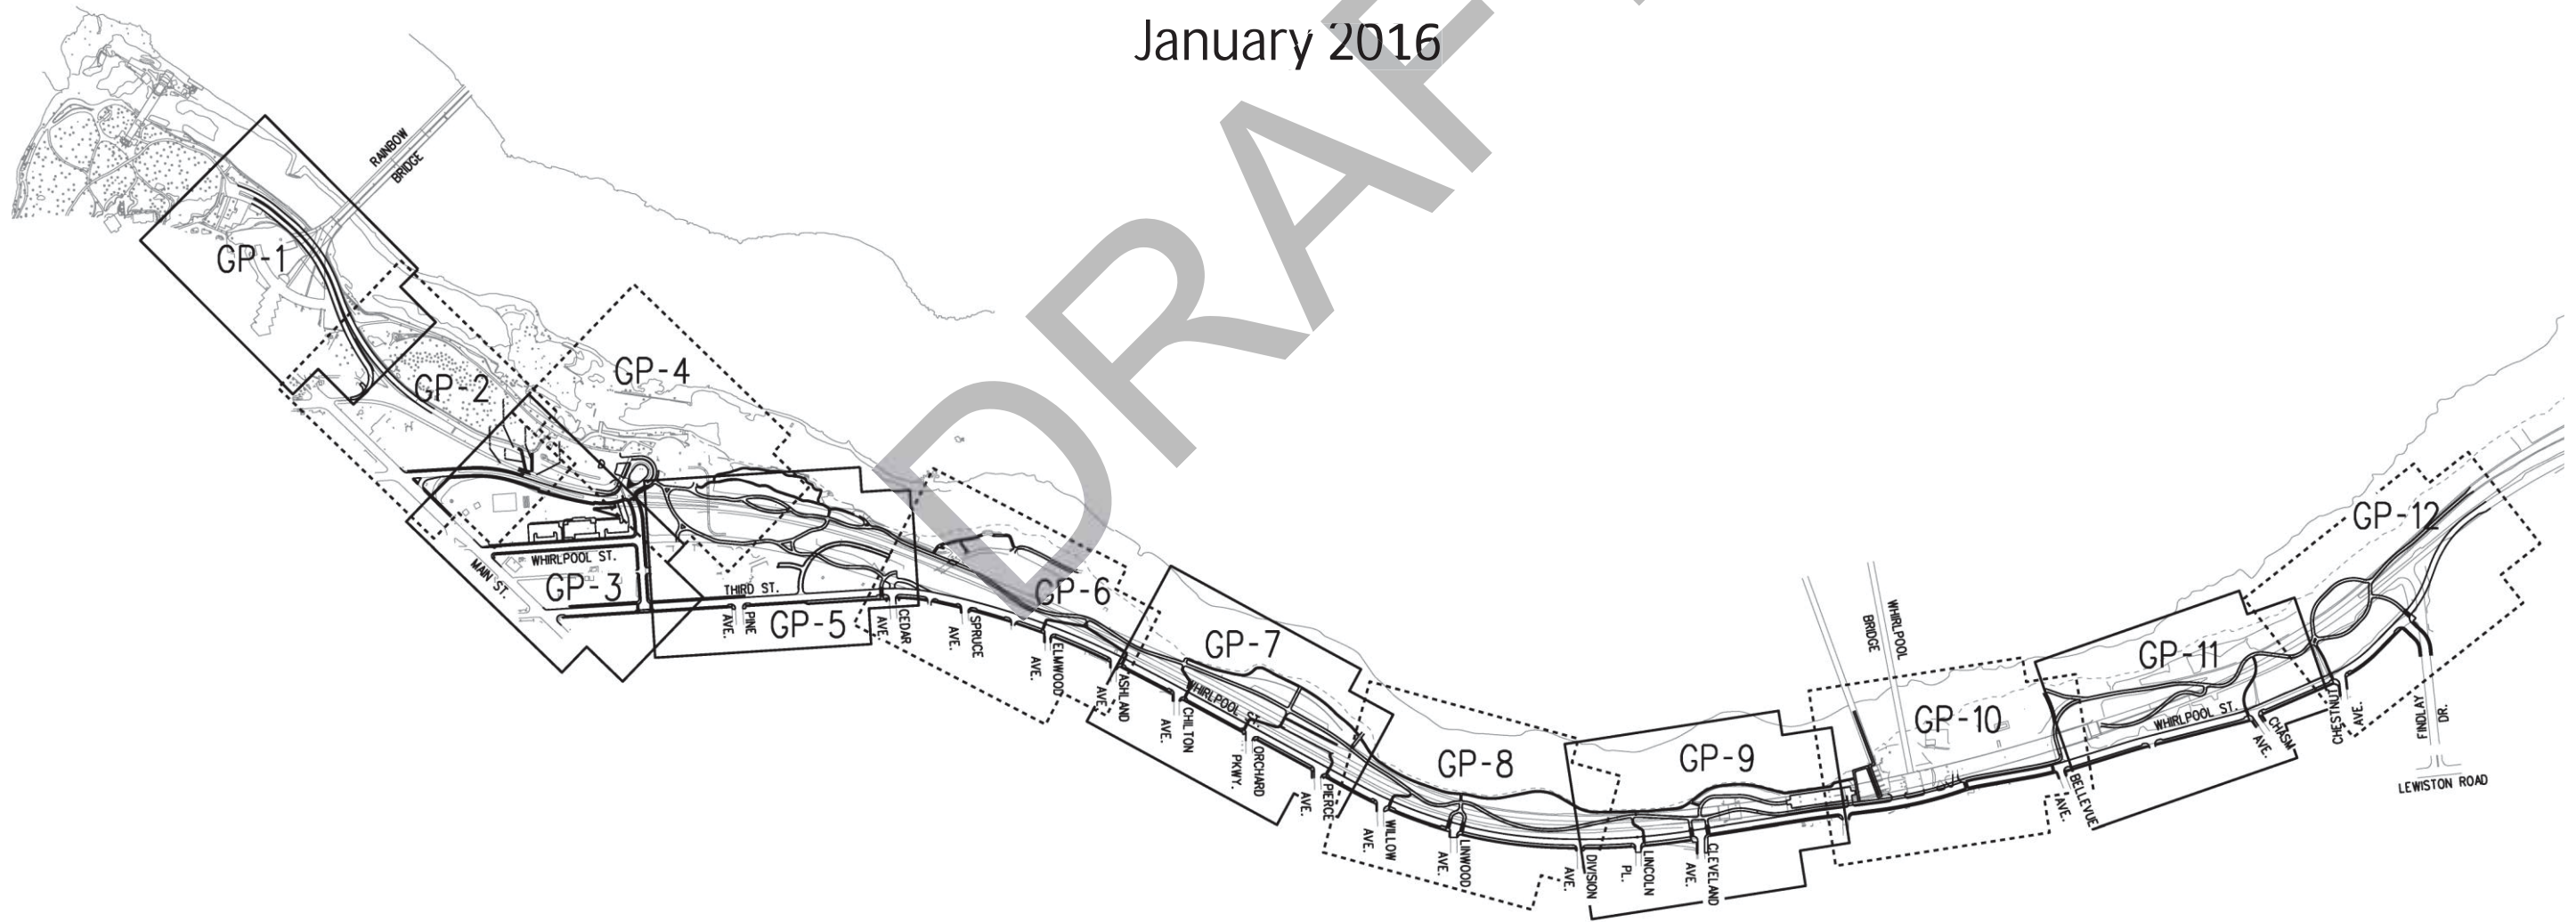 January 2016
DRAF
RAINBOW
BRIDGE
GP-1
GP-2
GP-4
WHIRLPOOL ST.
MAIN ST.
GP-3
THIRD ST.
PINE
AVE.
GP-5
CEDAR
AVE.
SPRUCE
AVE.
GP-6
ELMWOOD
AVE.
ASHLAND
AVE.
GP-7
WHIRLPOOL ST.
CHILTON
AVE.
ORCHARD
PKWY.
PIERCE
AVE.
GP-8
WILLOW
AVE.
LINWOOD
AVE.
DIVISION
AVE.
GP-9
LINCOLN
PL.
CLEVELAND
AVE.
WHIRLPOOL
BRIDGE
GP-10
BELLEVUE
AVE.
GP-11
WHIRLPOOL ST.
CHASM
AVE.
GP-12
CHESTNUT
AVE.
FINDLAY
DR.
LEWISTON ROAD